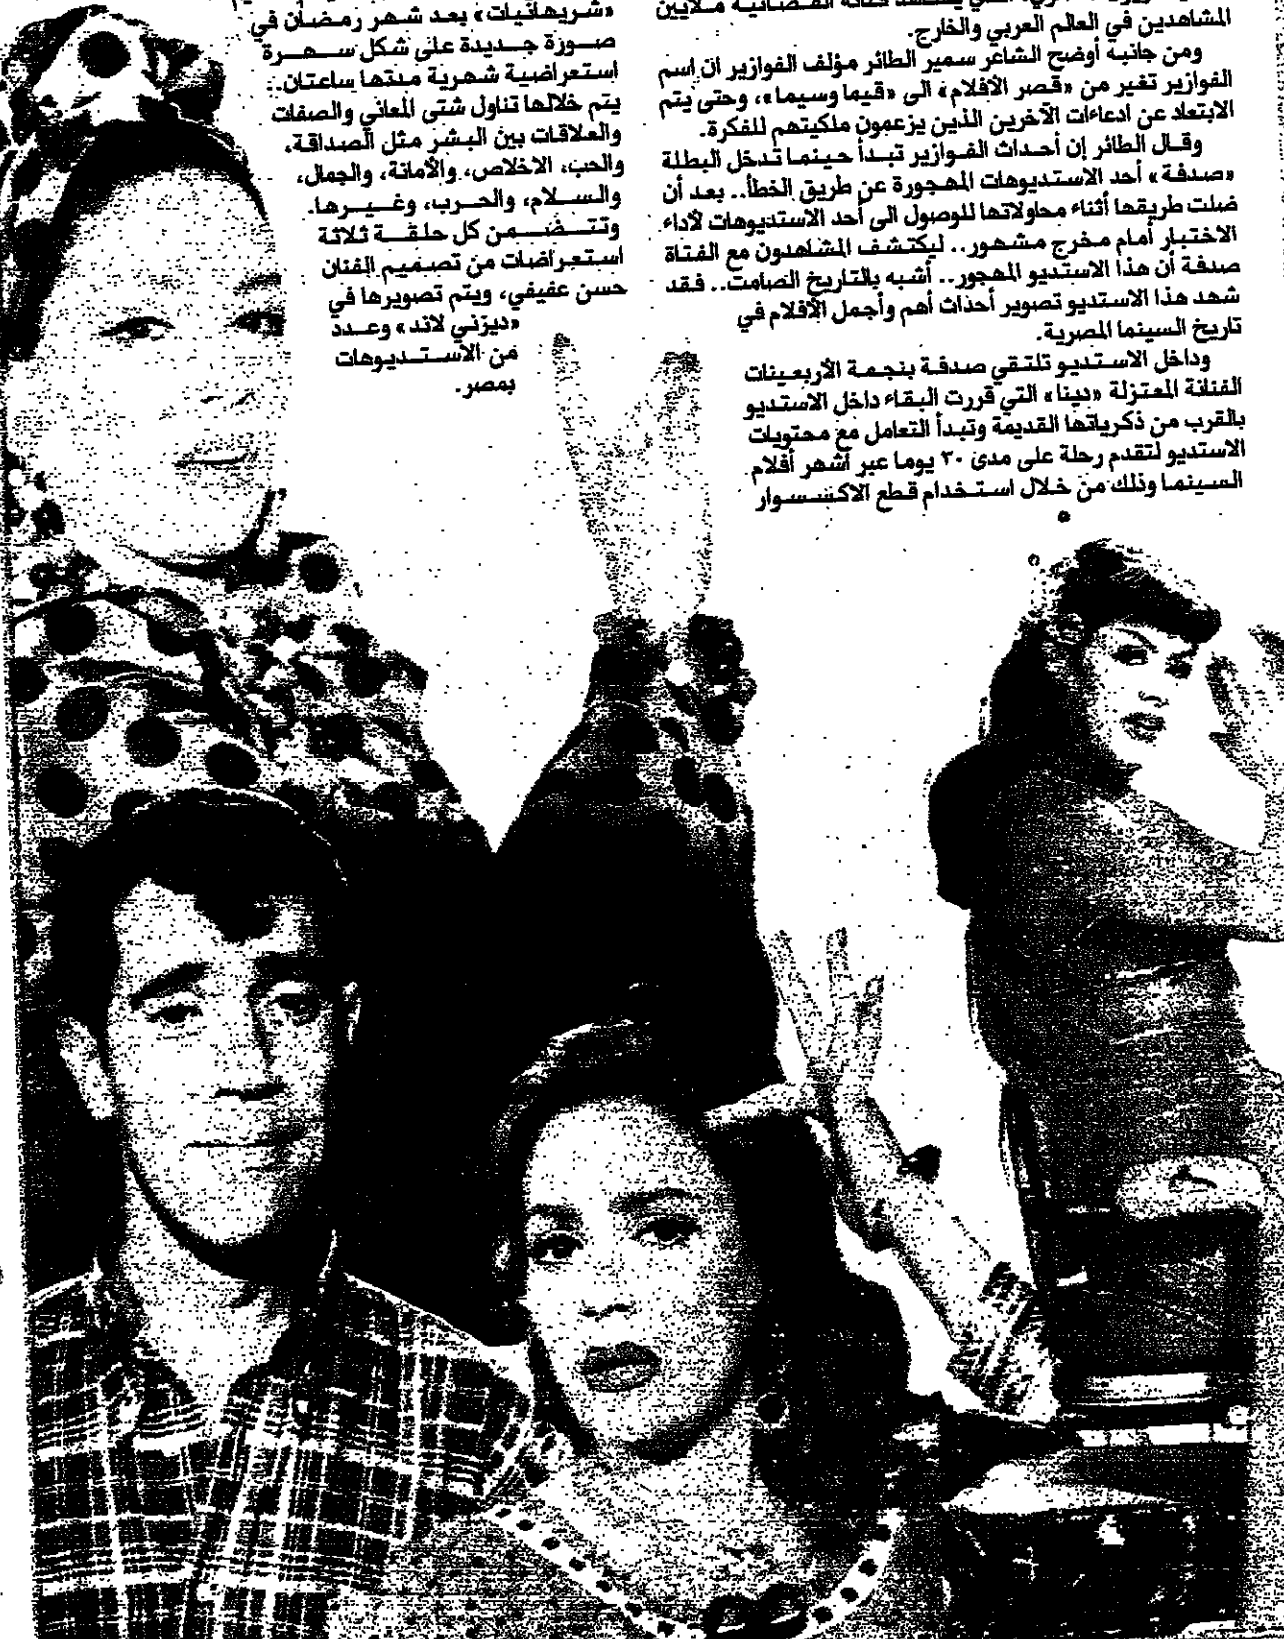 المشاهدين في العالم العربي والخارج.
ومن جانبه أوضح الشاعر سمير الطائر مؤلف الفوازير ان اسم
الفوازير تغير من «قصر الافلام» الى «قيما وسيما»، وحتى يتم
الابتعاد عن ادعاءات الآخرين الذين يزعمون ملكيتهم للفكرة.
وقال الطائر إن أحداث الفوازير تبدأ حينما تدخل البطلة
«صدفة» أحد الاستديوهات المهجورة عن طريق الخطأ.. بعد أن
ضلت طريقها أثناء محاولاتها للوصول الى أحد الاستديوهات لأداء
الاختبار أمام مخرج مشهور.. ليكتشف المشاهدون مع الفتاة
صدفة أن هذا الاستديو المهجور.. أشبه بالتاريخ الصامت.. فقد
شهد هذا الاستديو تصوير أحداث أهم وأجمل الأفلام في
تاريخ السينما المصرية.
وداخل الاستديو تلتقي صدفة بنجمة الأربعينات
الفنانة المعتزلة «دينا» التي قررت البقاء داخل الاستديو
بالقرب من ذكرياتها القديمة وتبدأ التعامل مع محتويات
الاستديو لتقدم رحلة على مدى ٣٠ يوما عبر أشهر أفلام
السينما وذلك من خلال استخدام قطع الاكسسوار
«شريهانيات» بعد شهر رمضان في
صورة جديدة على شكل سهرة
استعراضية شهرية مدتها ساعتان..
يتم خلالها تناول شتى المعاني والصفات
والعلاقات بين البشر مثل الصداقة،
والحب، الاخلاص، والأمانة، والجمال،
والسلام، والحرب، وغيرها.
وتتضمن كل حلقة ثلاثة
استعراضات من تصميم الفنان
حسن عفيفي، ويتم تصويرها في
«ديزني لاند» وعدد
من الاستديوهات
بمصر.